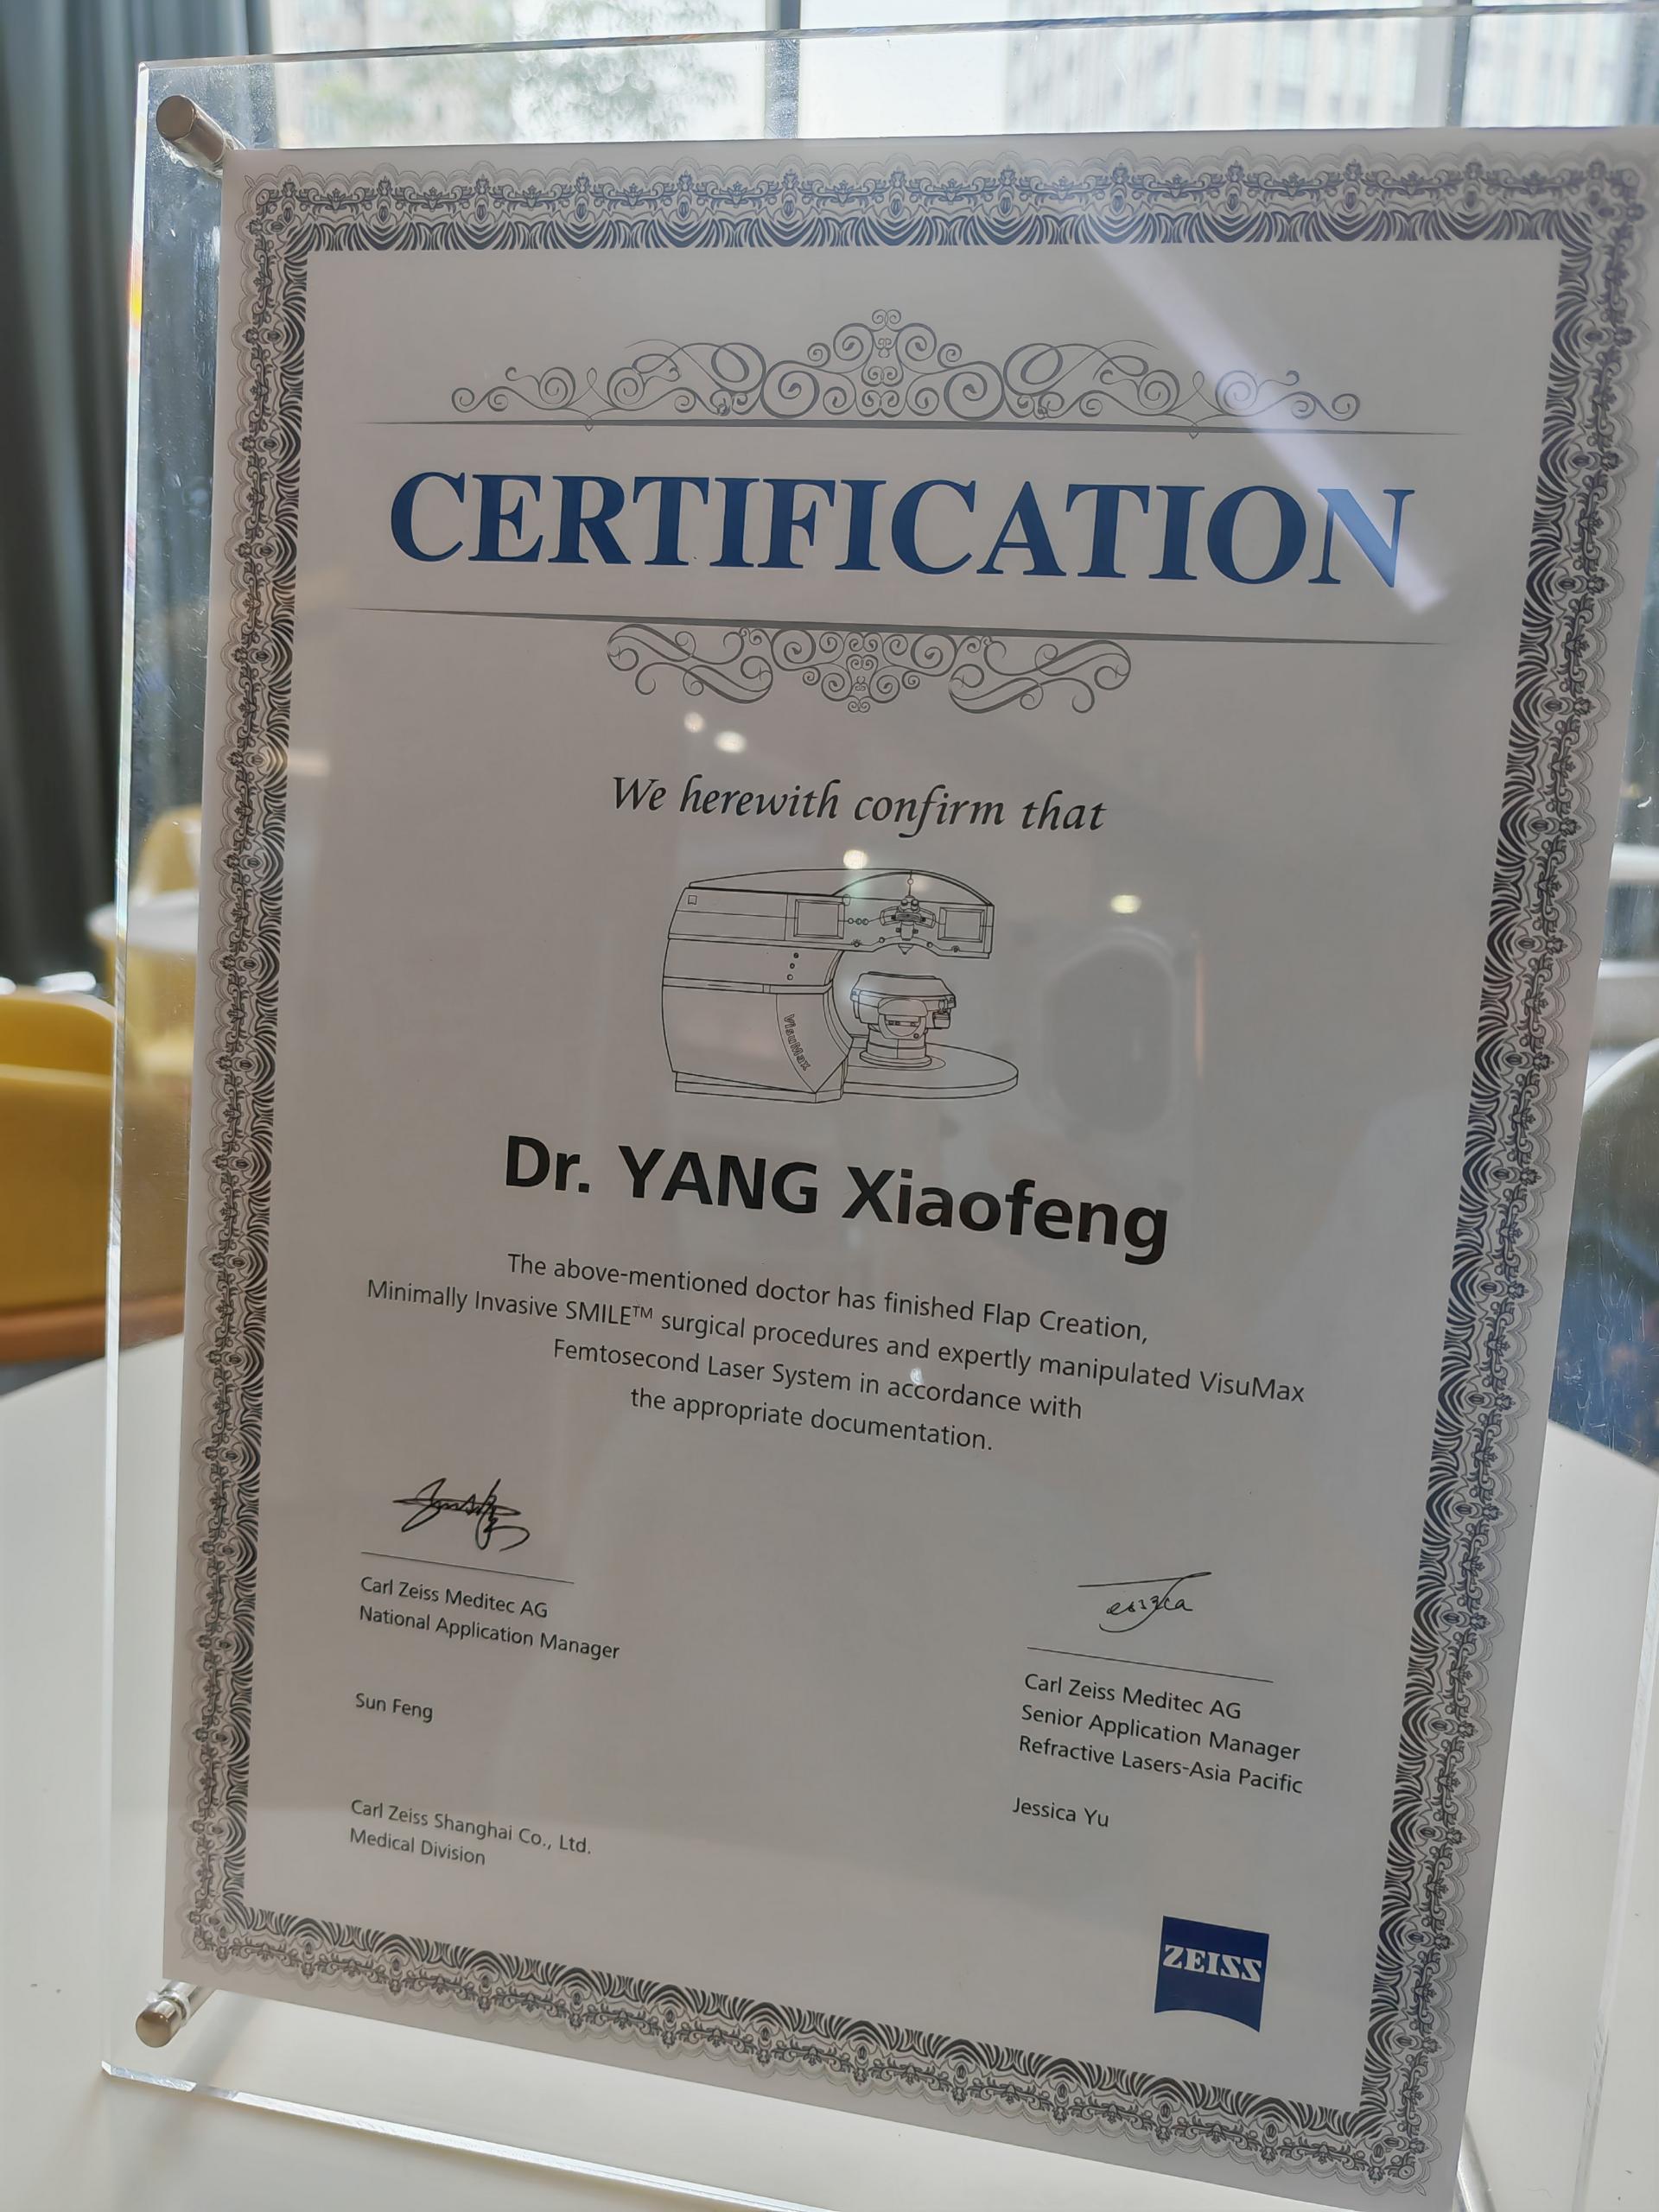 CERTIFICATION
We herewith confirm that
VisuMax
Dr. YANG Xiaofeng
The above-mentioned doctor has finished Flap Creation,
Minimally Invasive SMILE™ surgical procedures and expertly manipulated VisuMax
Femtosecond Laser System in accordance with
the appropriate documentation.
Carl Zeiss Meditec AG
National Application Manager
Sun Feng
Carl Zeiss Shanghai Co., Ltd.
Medical Division
Jessica
Carl Zeiss Meditec AG
Senior Application Manager
Refractive Lasers-Asia Pacific
Jessica Yu
ZEISS